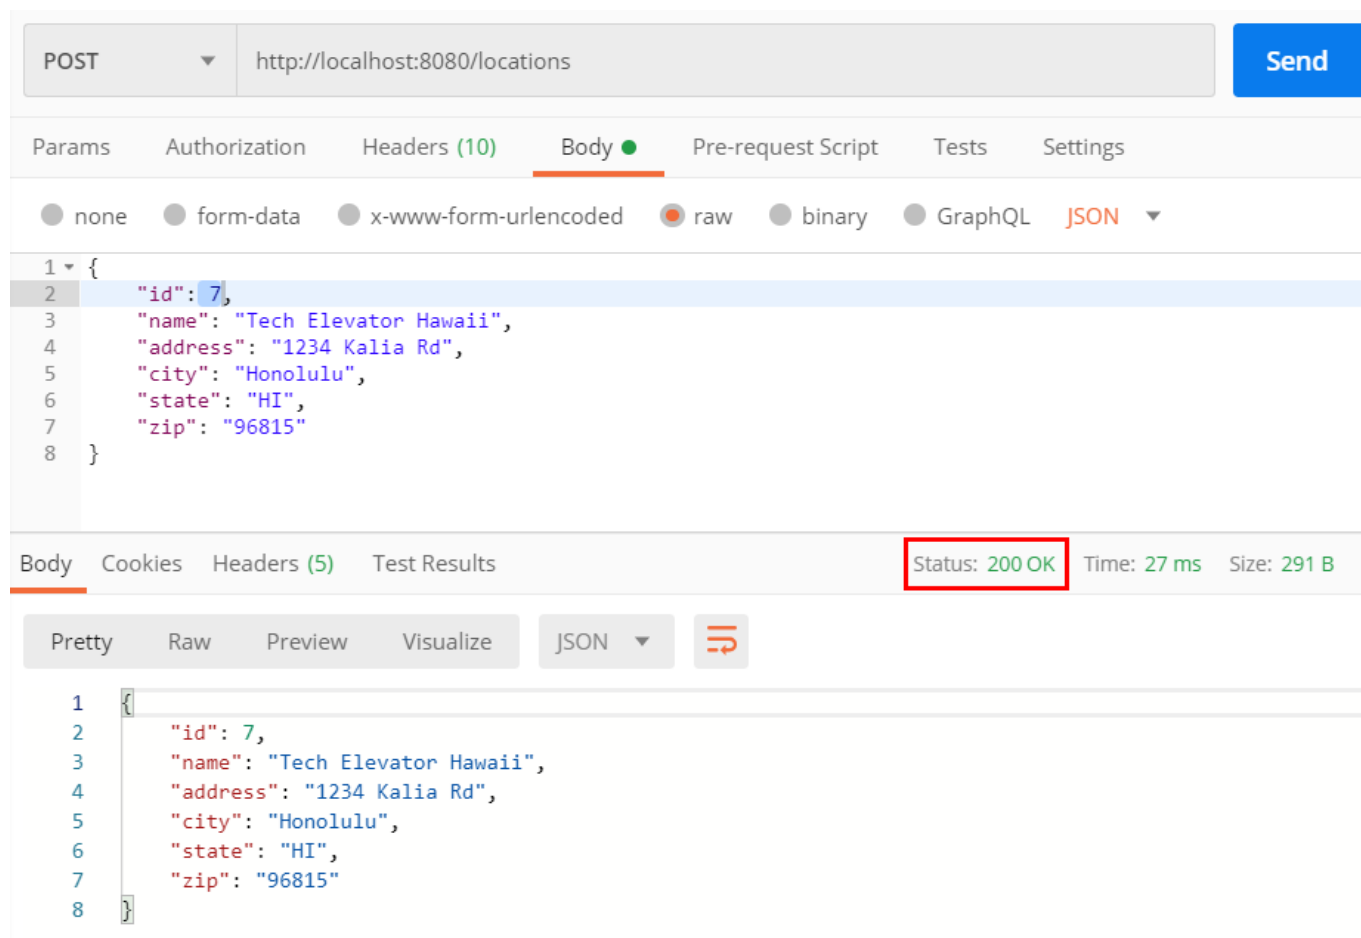 POST http://localhost:8080/locations Send
Params Authorization Headers (10) Body Pre-request Script Tests Settings
none form-data x-www-form-urlencoded raw binary GraphQL JSON
1 {
2 "id": 7,
3 "name": "Tech Elevator Hawaii",
4 "address": "1234 Kalia Rd",
5 "city": "Honolulu",
6 "state": "HI",
7 "zip": "96815"
8 }
Body Cookies Headers (5) Test Results Status: 200 OK Time: 27 ms Size: 291 B
Pretty Raw Preview Visualize JSON
1 {
2 "id": 7,
3 "name": "Tech Elevator Hawaii",
4 "address": "1234 Kalia Rd",
5 "city": "Honolulu",
6 "state": "HI",
7 "zip": "96815"
8 }